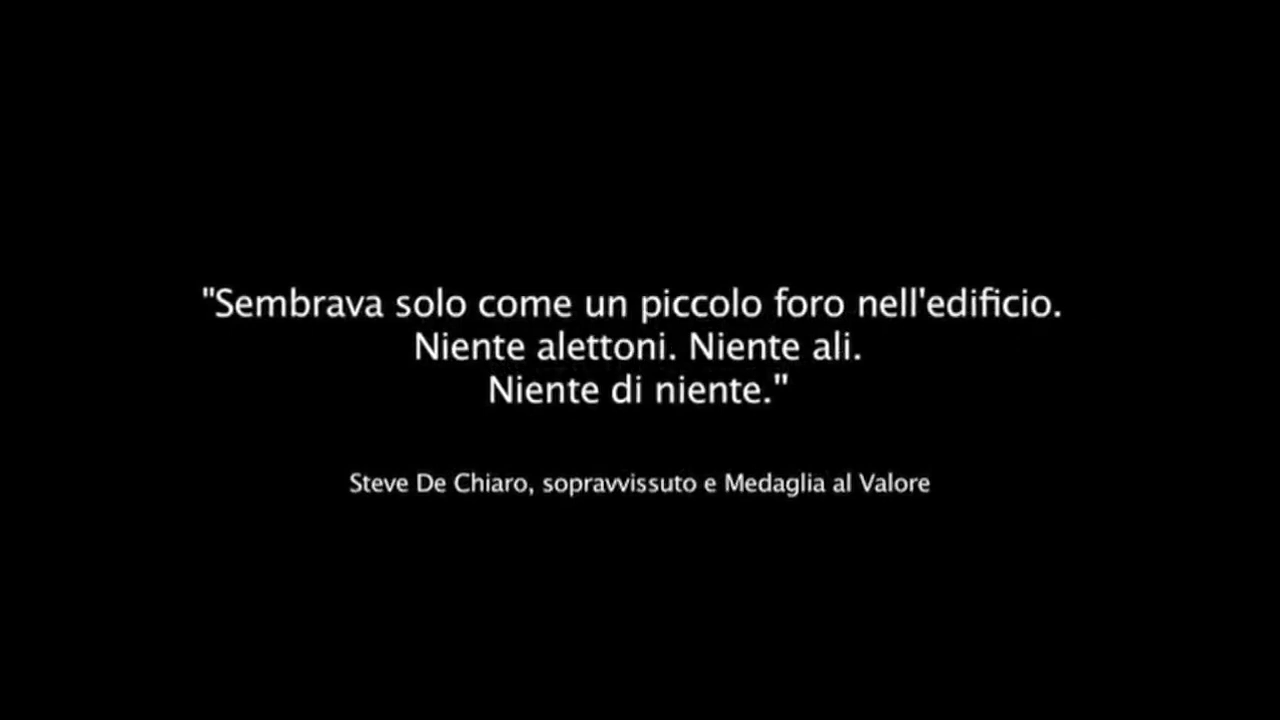 "Sembrava solo come un piccolo foro nell'edificio.
Niente alettoni. Niente ali.
Niente di niente."
Steve De Chiaro, sopravvissuto e Medaglia al Valore